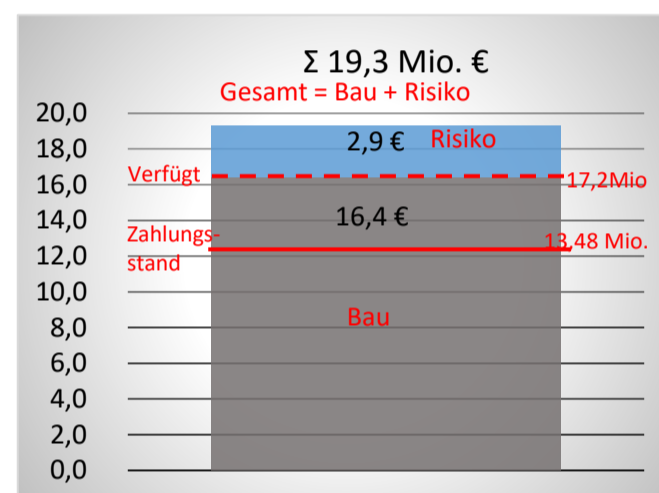 Σ 19,3 Mio. €
Gesamt = Bau + Risiko
20,0
18,0
16,0
14,0
12,0
10,0
8,0
6,0
4,0
2,0
0,0
2,9 € Risiko
Verfügt
17,2Mio
16,4 €
Zahlungs-
stand
13,48 Mio.
Bau